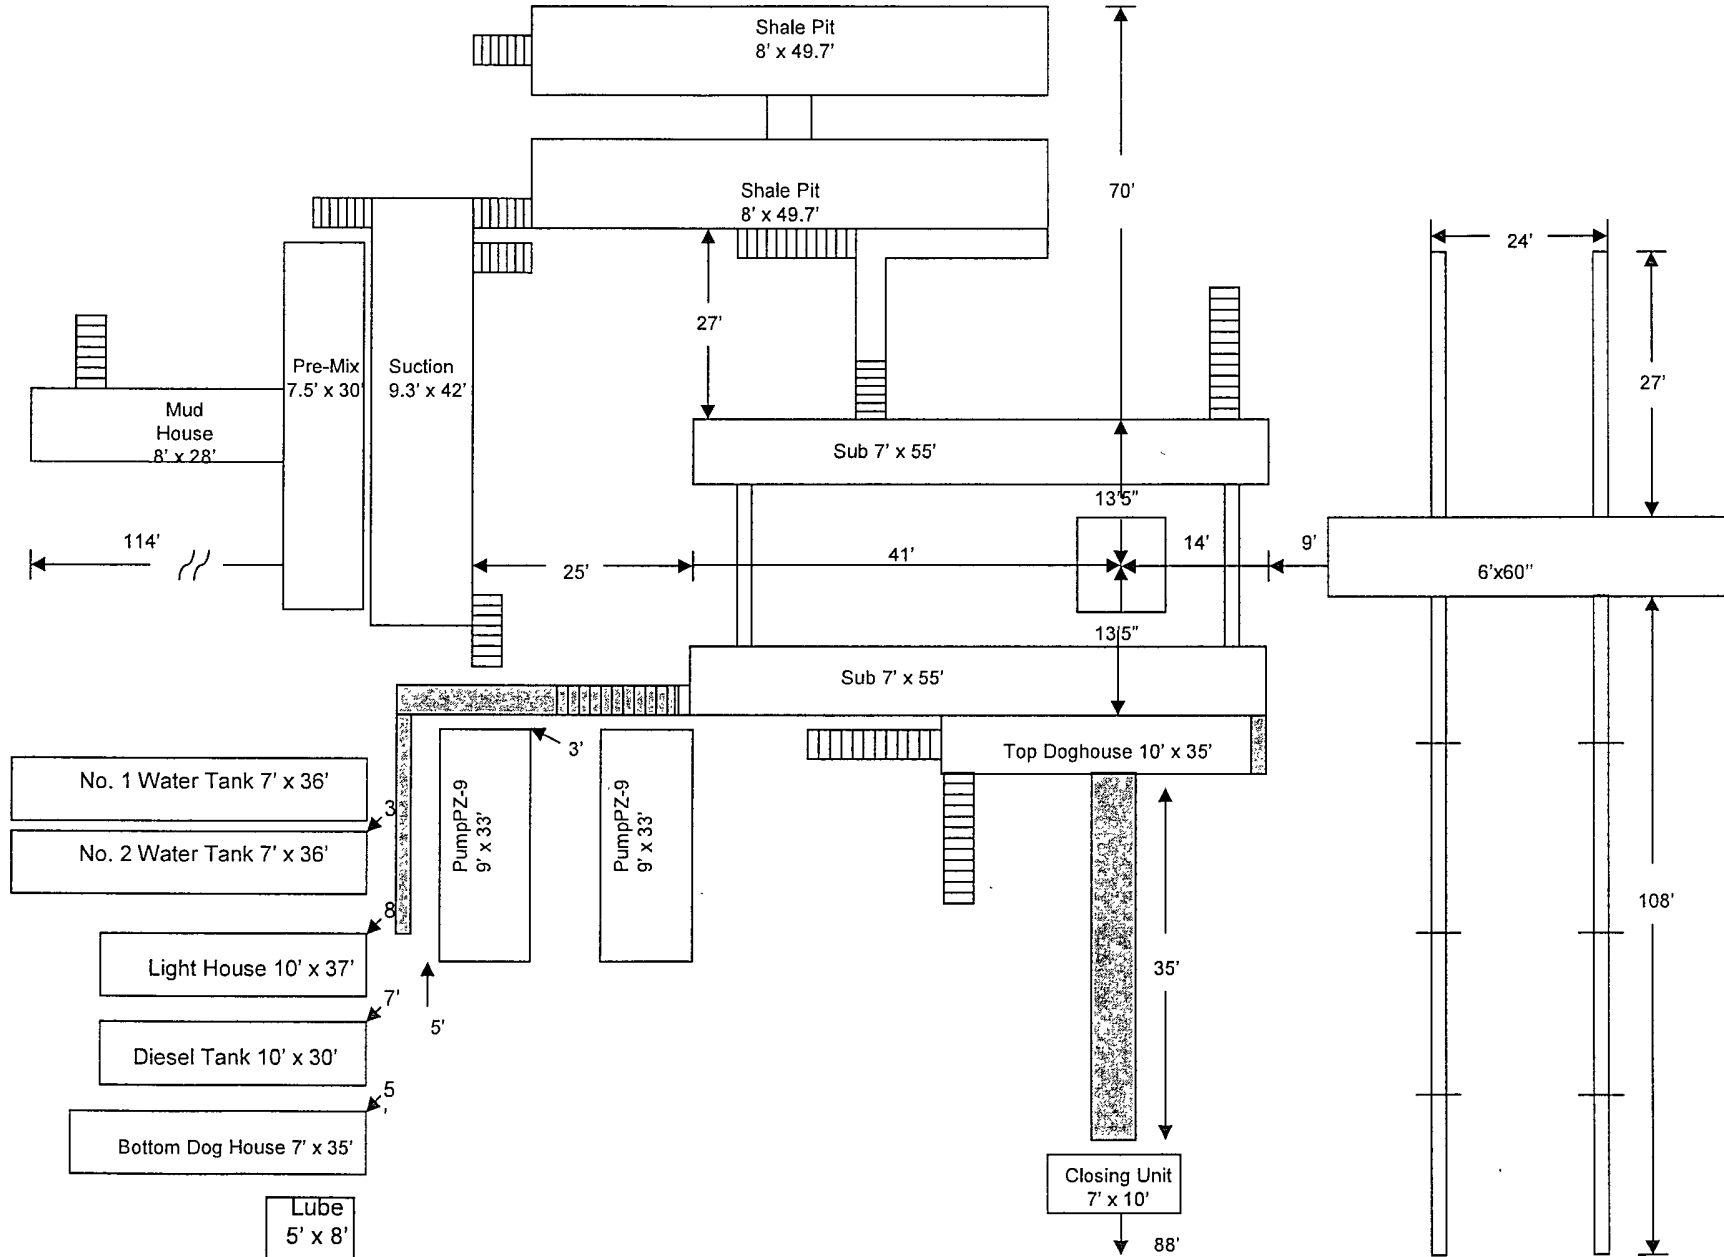 Shale Pit
8' x 49.7'
Shale Pit
8' x 49.7'
70'
24'
27'
27'
Pre-Mix
7.5' x 30'
Suction
9.3' x 42'
Mud
House
8' x 28'
Sub 7' x 55'
13'5"
114'
25'
41'
14'
9'
6'x60"
13'5"
Sub 7' x 55'
3'
Top Doghouse 10' x 35'
No. 1 Water Tank 7' x 36'
3
No. 2 Water Tank 7' x 36'
PumpPZ-9
9' x 33'
PumpPZ-9
9' x 33'
108'
8
Light House 10' x 37'
35'
7'
5'
Diesel Tank 10' x 30'
5
'
Bottom Dog House 7' x 35'
Closing Unit
7' x 10'
Lube
5' x 8'
88'